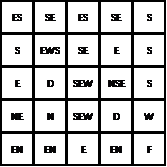 ES SE ES SE S
S EWS SE E S
E D SEW NSE S
NE N SEW D W
EN EN E EN F